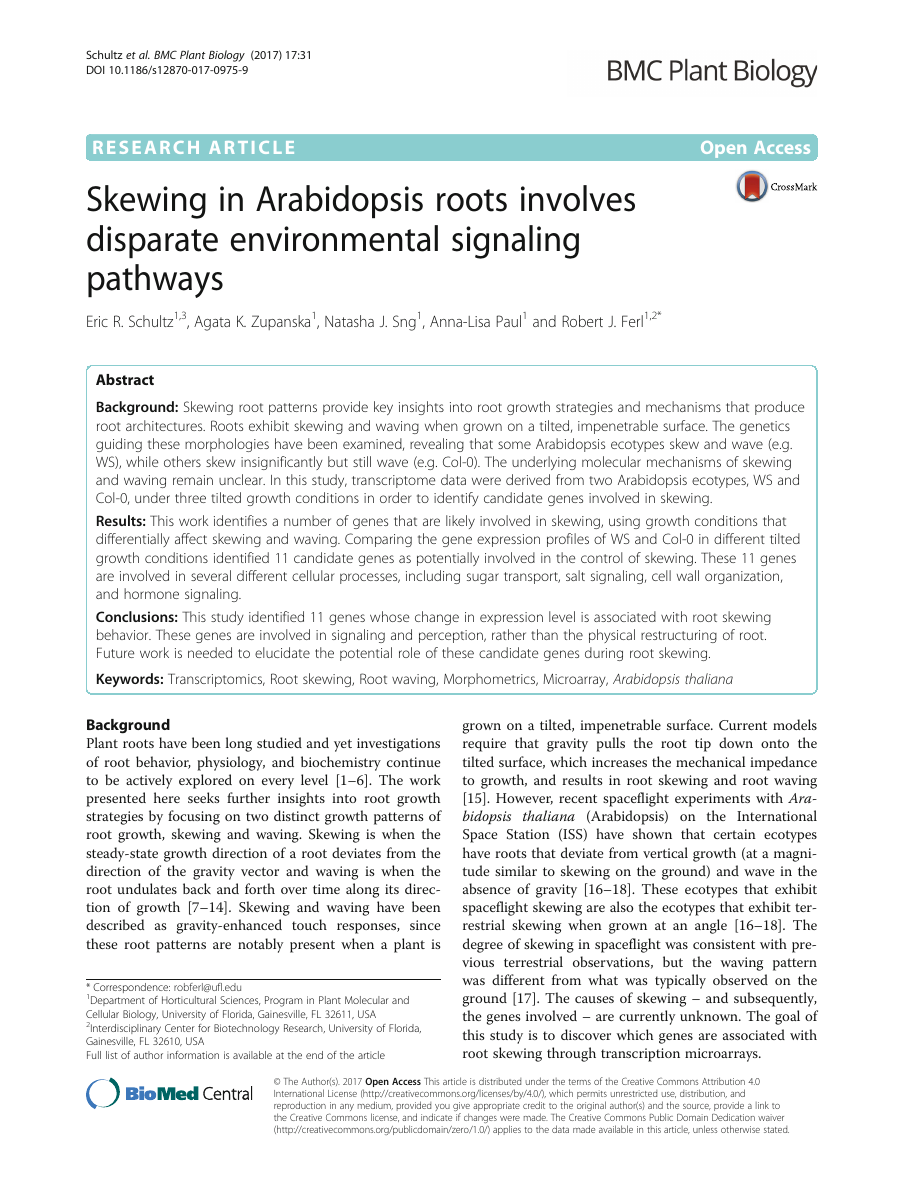 Schultz et al. BMC Plant Biology (2017) 17:31
DOI 10.1186/s12870-017-0975-9
BMC Plant Biology
RESEARCH ARTICLE
Open Access
CrossMark
Skewing in Arabidopsis roots involves
disparate environmental signaling
pathways
Eric R. Schultz1,3, Agata K. Zupanska1, Natasha J. Sng1, Anna-Lisa Paul1 and Robert J. Ferl1,2*
Abstract
Background: Skewing root patterns provide key insights into root growth strategies and mechanisms that produce
root architectures. Roots exhibit skewing and waving when grown on a tilted, impenetrable surface. The genetics
guiding these morphologies have been examined, revealing that some Arabidopsis ecotypes skew and wave (e.g.
WS), while others skew insignificantly but still wave (e.g. Col-0). The underlying molecular mechanisms of skewing
and waving remain unclear. In this study, transcriptome data were derived from two Arabidopsis ecotypes, WS and
Col-0, under three tilted growth conditions in order to identify candidate genes involved in skewing.
Results: This work identifies a number of genes that are likely involved in skewing, using growth conditions that
differentially affect skewing and waving. Comparing the gene expression profiles of WS and Col-0 in different tilted
growth conditions identified 11 candidate genes as potentially involved in the control of skewing. These 11 genes
are involved in several different cellular processes, including sugar transport, salt signaling, cell wall organization,
and hormone signaling.
Conclusions: This study identified 11 genes whose change in expression level is associated with root skewing
behavior. These genes are involved in signaling and perception, rather than the physical restructuring of root.
Future work is needed to elucidate the potential role of these candidate genes during root skewing.
Keywords: Transcriptomics, Root skewing, Root waving, Morphometrics, Microarray, Arabidopsis thaliana
Background
Plant roots have been long studied and yet investigations
of root behavior, physiology, and biochemistry continue
to be actively explored on every level [1–6]. The work
presented here seeks further insights into root growth
strategies by focusing on two distinct growth patterns of
root growth, skewing and waving. Skewing is when the
steady-state growth direction of a root deviates from the
direction of the gravity vector and waving is when the
root undulates back and forth over time along its direc-
tion of growth [7–14]. Skewing and waving have been
described as gravity-enhanced touch responses, since
these root patterns are notably present when a plant is
grown on a tilted, impenetrable surface. Current models
require that gravity pulls the root tip down onto the
tilted surface, which increases the mechanical impedance
to growth, and results in root skewing and root waving
[15]. However, recent spaceflight experiments with Ara-
bidopsis thaliana (Arabidopsis) on the International
Space Station (ISS) have shown that certain ecotypes
have roots that deviate from vertical growth (at a magni-
tude similar to skewing on the ground) and wave in the
absence of gravity [16–18]. These ecotypes that exhibit
spaceflight skewing are also the ecotypes that exhibit ter-
restrial skewing when grown at an angle [16–18]. The
degree of skewing in spaceflight was consistent with pre-
vious terrestrial observations, but the waving pattern
was different from what was typically observed on the
ground [17]. The causes of skewing – and subsequently,
the genes involved – are currently unknown. The goal of
this study is to discover which genes are associated with
root skewing through transcription microarrays.
* Correspondence: robferl@ufl.edu
1Department of Horticultural Sciences, Program in Plant Molecular and
Cellular Biology, University of Florida, Gainesville, FL 32611, USA
2Interdisciplinary Center for Biotechnology Research, University of Florida,
Gainesville, FL 32610, USA
Full list of author information is available at the end of the article
BioMed Central
© The Author(s). 2017 Open Access This article is distributed under the terms of the Creative Commons Attribution 4.0
International License (http://creativecommons.org/licenses/by/4.0/), which permits unrestricted use, distribution, and
reproduction in any medium, provided you give appropriate credit to the original author(s) and the source, provide a link to
the Creative Commons license, and indicate if changes were made. The Creative Commons Public Domain Dedication waiver
(http://creativecommons.org/publicdomain/zero/1.0/) applies to the data made available in this article, unless otherwise stated.